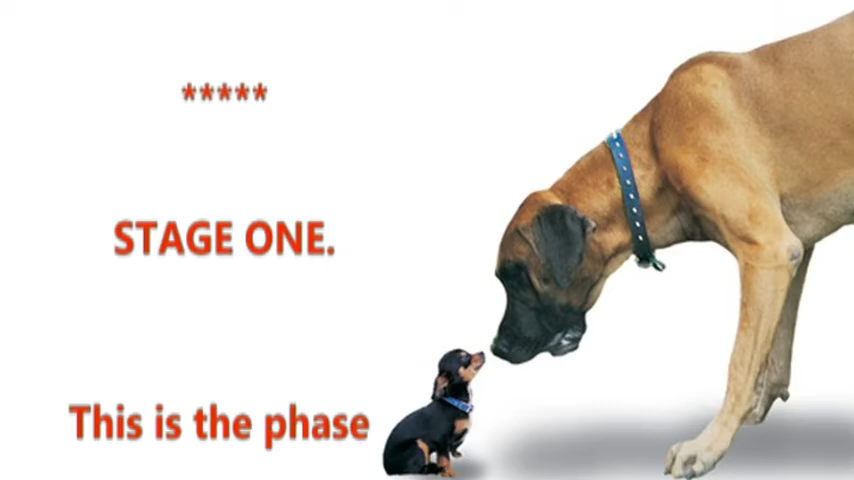 *****
STAGE ONE.
This is the phase